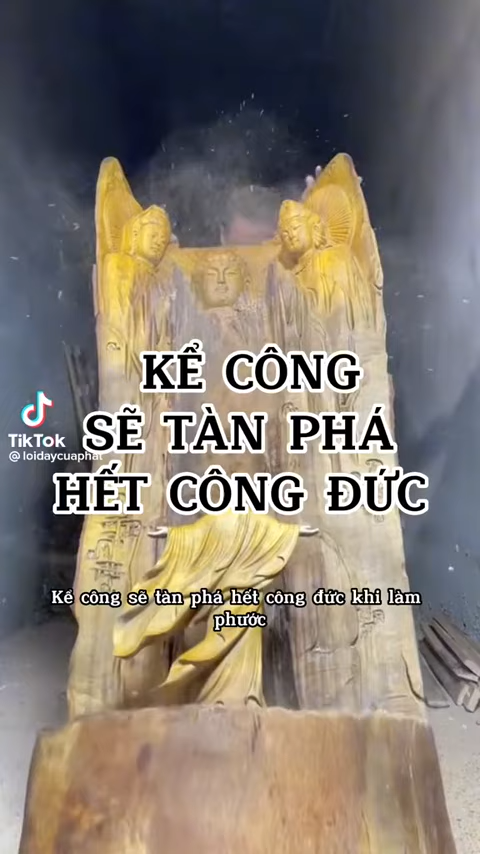 KỂ CÔNG
SẼ TÀN PHÁ
HẾT CÔNG ĐỨC
TikTok
@loidaycuaphat
Kể công sẽ tàn phá hết công đức khi làm
phước